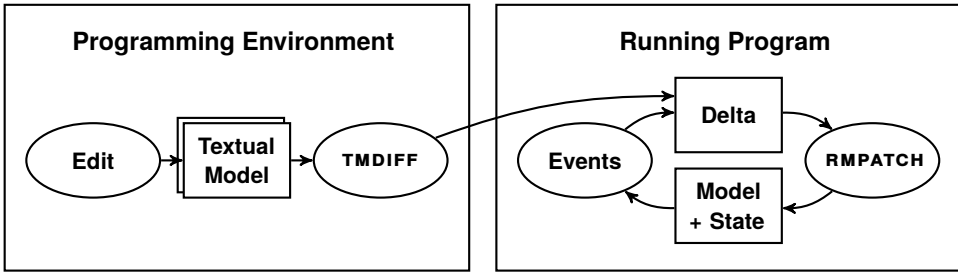 Programming Environment
Edit
Textual
Model
TMDIFF
Running Program
Delta
Events
RMPATCH
Model
+ State